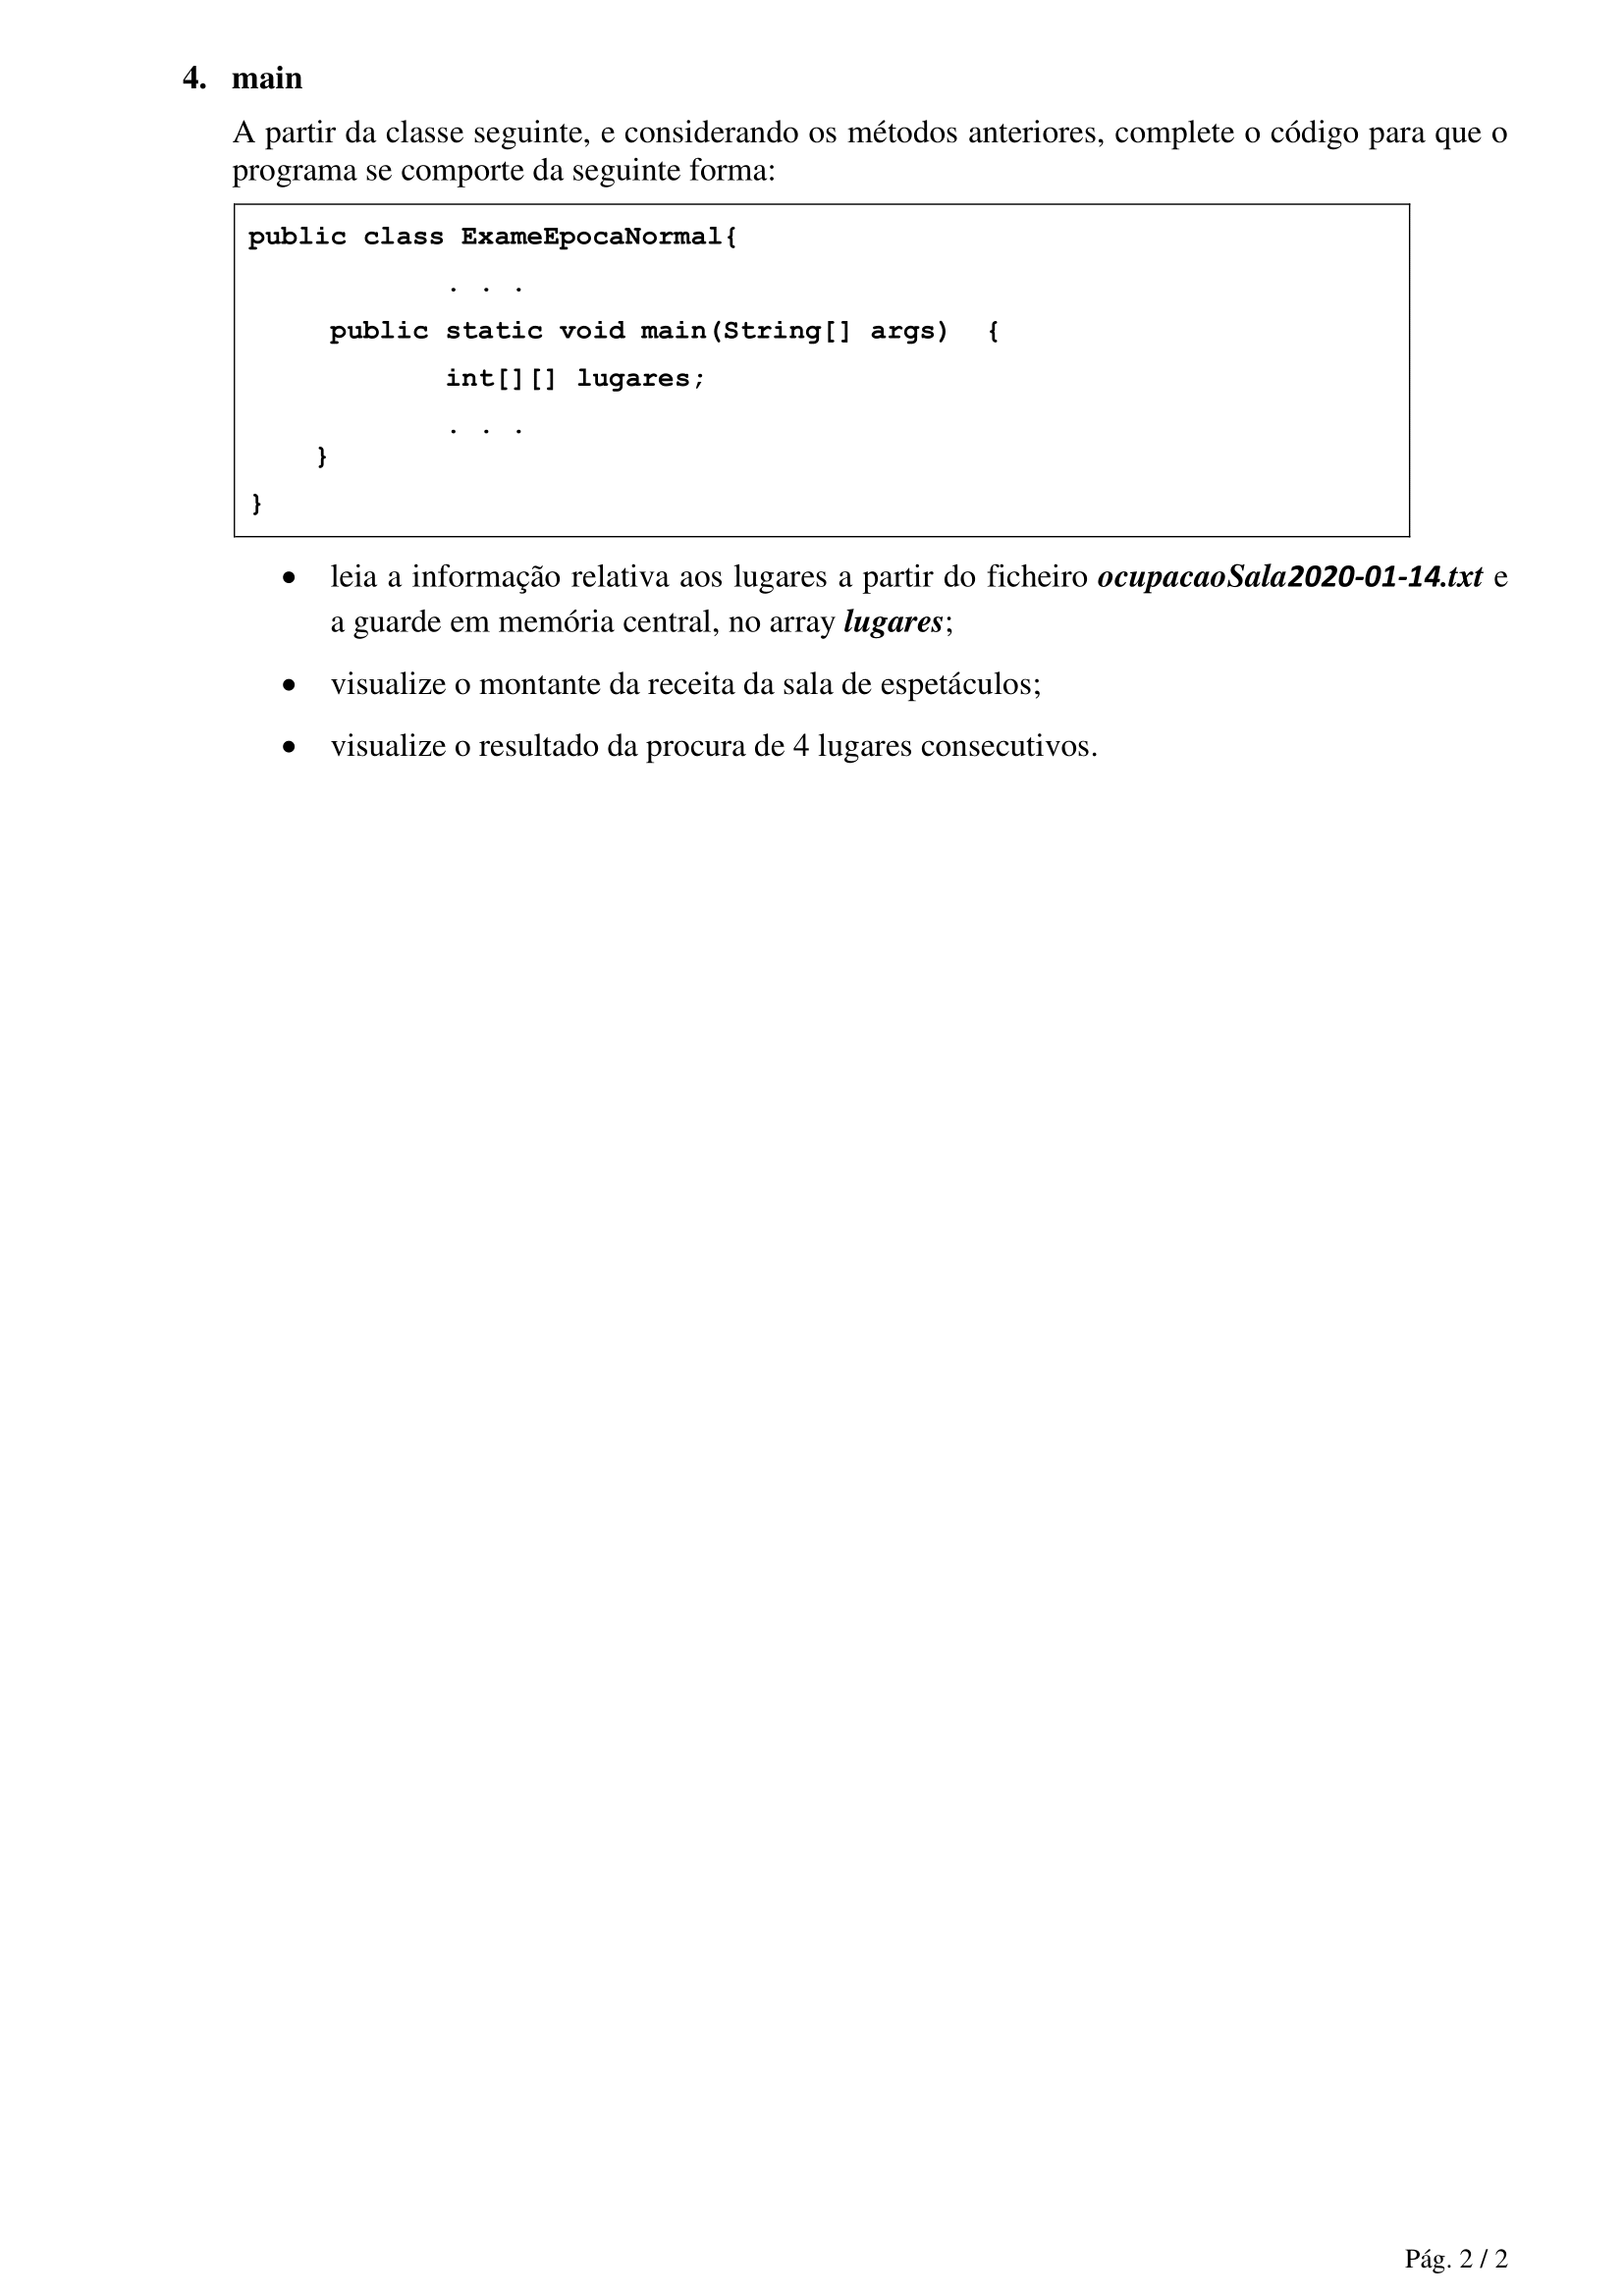 4. main
A partir da classe seguinte, e considerando os métodos anteriores, complete o código para que o
programa se comporte da seguinte forma:
public class ExameEpocaNormal{
. . .
public static void main(String[] args) {
int[][] lugares;
. . .
}
}
• leia a informação relativa aos lugares a partir do ficheiro ocupacaoSala2020-01-14.txt e
a guarde em memória central, no array lugares;
• visualize o montante da receita da sala de espetáculos;
• visualize o resultado da procura de 4 lugares consecutivos.
Pág. 2 / 2